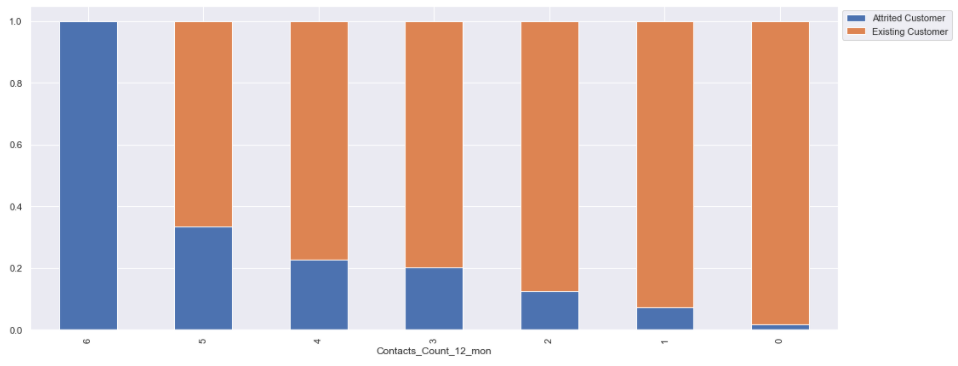 1.0
Attrited Customer
Existing Customer
0.8
0.6
0.4
0.2
0.0
6 5 4 3 2 1 0
Contacts_Count_12_mon